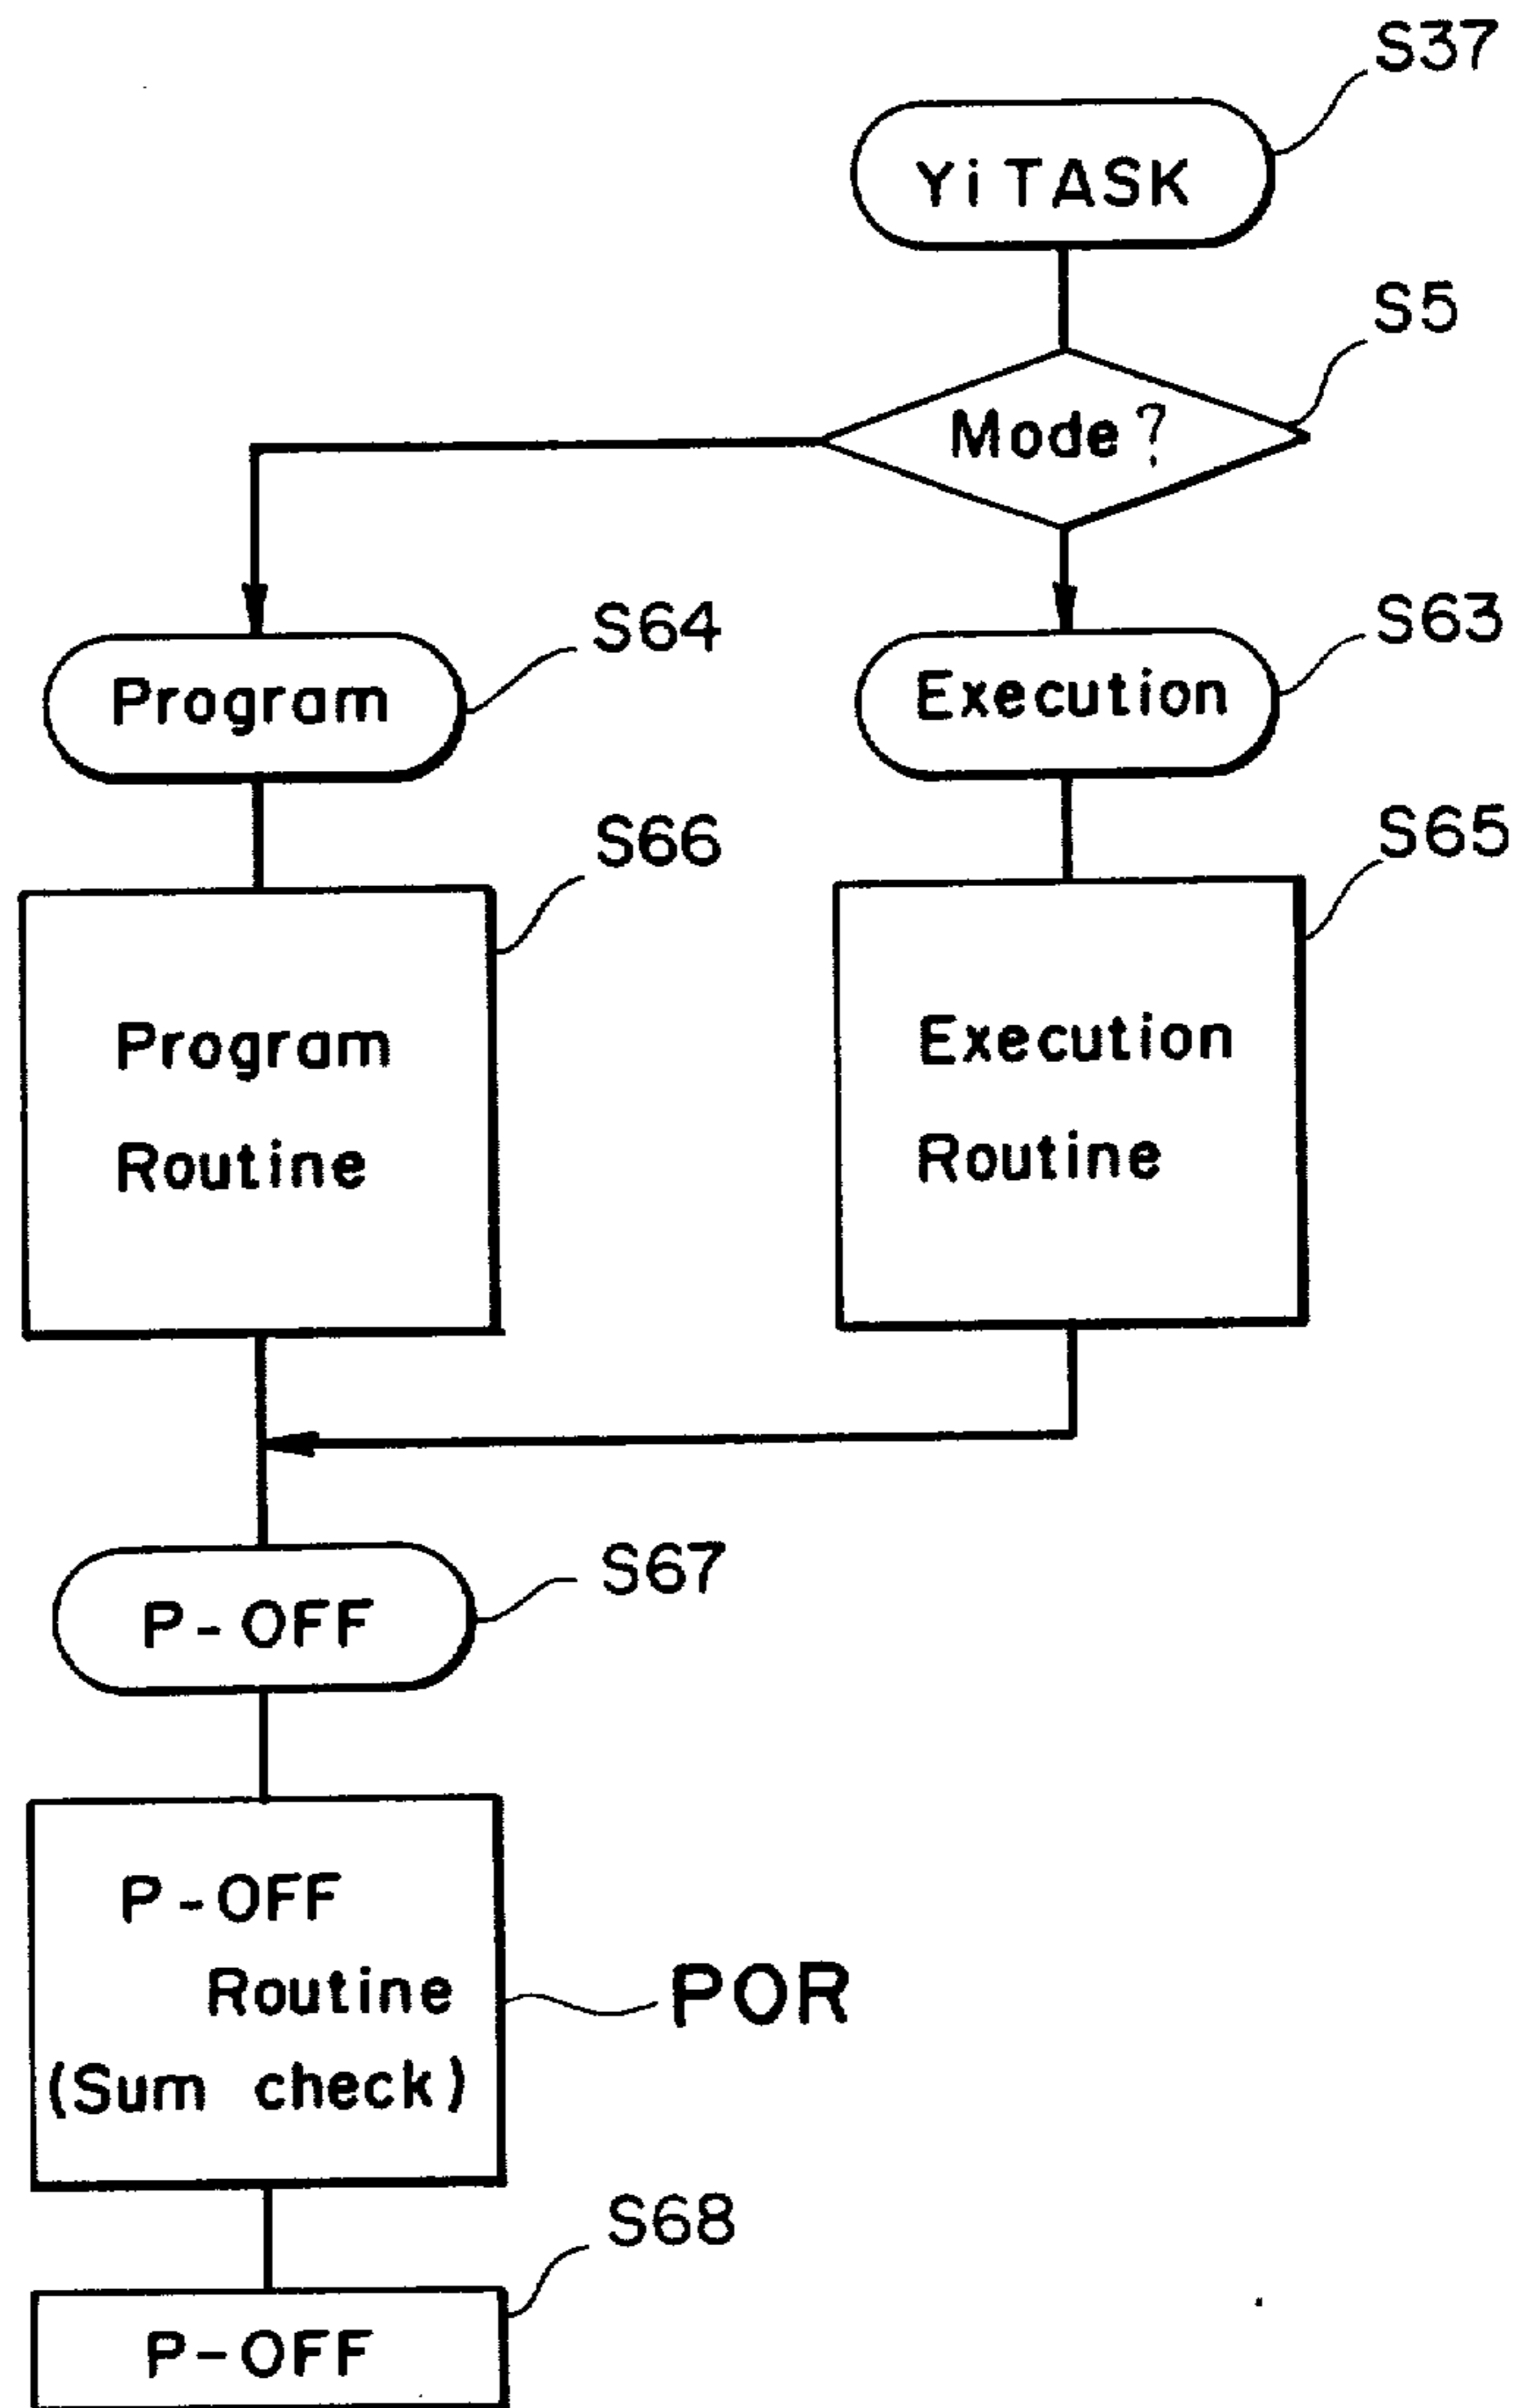 S37
Yi TASK
S5
Mode?
S64
S63
Program
Execution
S66
S65
Program
Routine
Execution
Routine
S67
P-OFF
P-OFF
Routine
(Sum check)
POR
S68
P-OFF